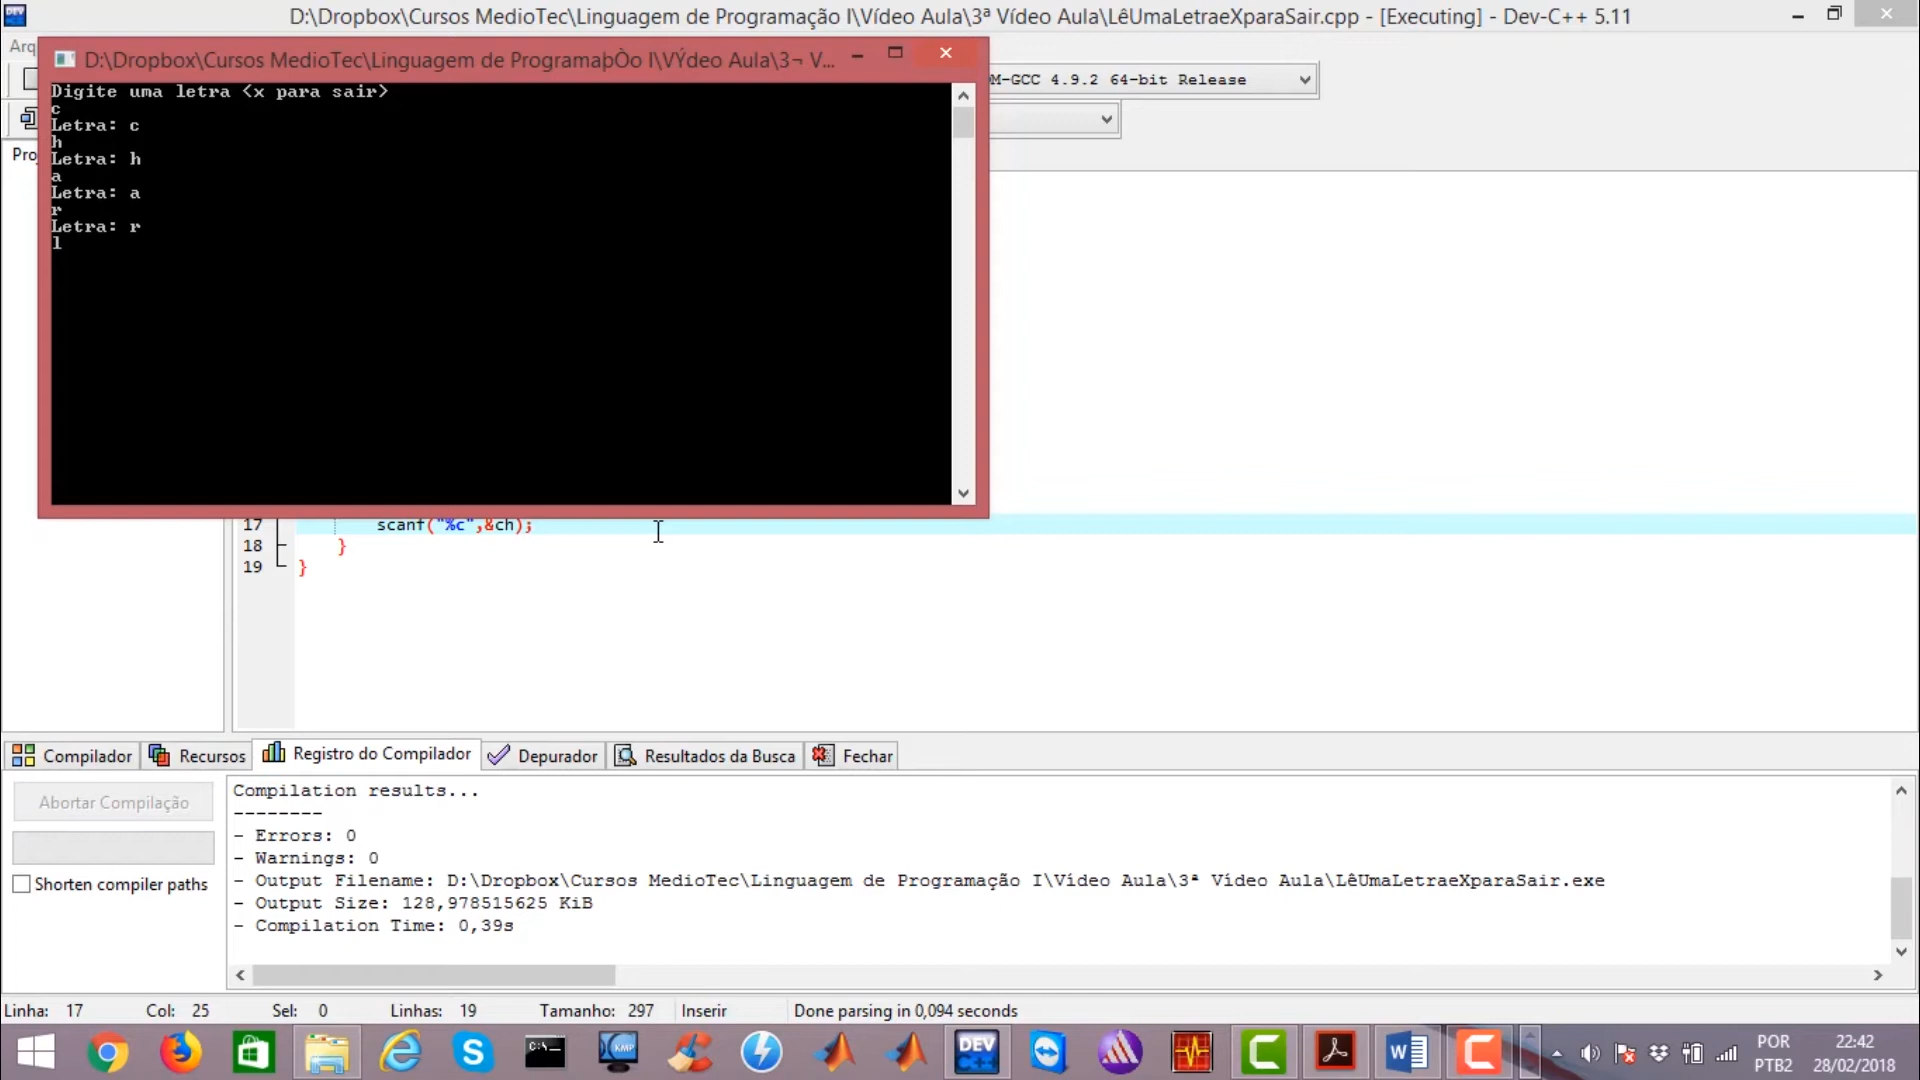 D:\Dropbox\Cursos MedioTec\Linguagem de Programação I\Vídeo Aula\3ª Vídeo Aula\LêUmaLetraeXparaSair.cpp - [Executing] - Dev-C++ 5.11
Arq
D:\Dropbox\Cursos MedioTec\Linguagem de ProgramaþÒo I\VÝdeo Aula\3¬ V...
M-GCC 4.9.2 64-bit Release
Digite uma letra <x para sair>
c
Letra: c
h
Letra: h
a
Letra: a
r
Letra: r
l
17 scanf("%c",&ch);
18 }
19 }
Compilador Recursos Registro do Compilador Depurador Resultados da Busca Fechar
Abortar Compilação
Shorten compiler paths
Compilation results...
--------
- Errors: 0
- Warnings: 0
- Output Filename: D:\Dropbox\Cursos MedioTec\Linguagem de Programação I\Vídeo Aula\3ª Vídeo Aula\LêUmaLetraeXparaSair.exe
- Output Size: 128,978515625 KiB
- Compilation Time: 0,39s
Linha: 17 Col: 25 Sel: 0 Linhas: 19 Tamanho: 297 Inserir Done parsing in 0,094 seconds
C:\_ KMP DEV C++ W
POR 22:42
PTB2 28/02/2018